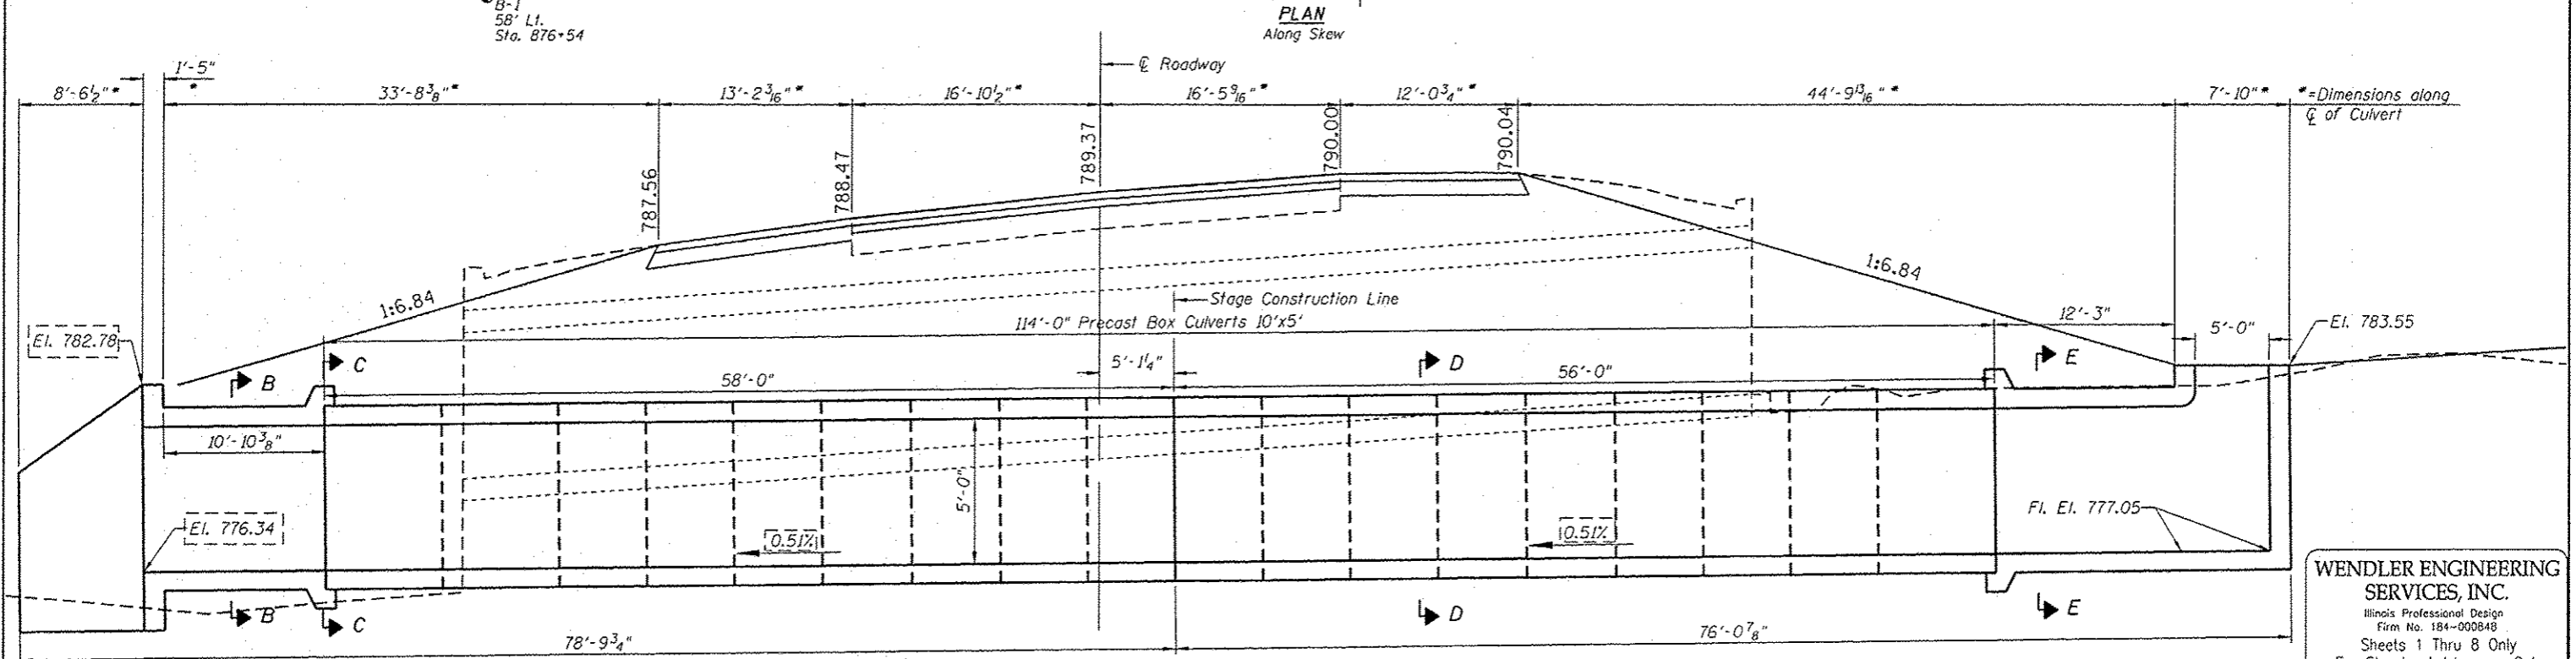 B-1
58' Lt.
Sta. 876+54
PLAN
Along Skew
℄ Roadway
8'-6½"*
1'-5"
*
33'-8⅜"*
13'-2 3/16"*
16'-10½"*
16'-5 9/16"*
12'-0¾"*
44'-9 13/16"*
7'-10"*
*=Dimensions along
℄ of Culvert
787.56
788.47
789.37
790.00
790.04
1:6.84
1:6.84
Stage Construction Line
114'-0" Precast Box Culverts 10'x5'
12'-3"
5'-0"
El. 783.55
El. 782.78
B
C
D
E
58'-0"
5'-1¼"
56'-0"
10'-10⅜"
5'-0"
El. 776.34
0.51%
0.51%
Fl. El. 777.05
B
C
D
E
78'-9¾"
76'-0⅞"
WENDLER ENGINEERING
SERVICES, INC.
Illinois Professional Design
Firm No. 184-000848
Sheets 1 Thru 8 Only